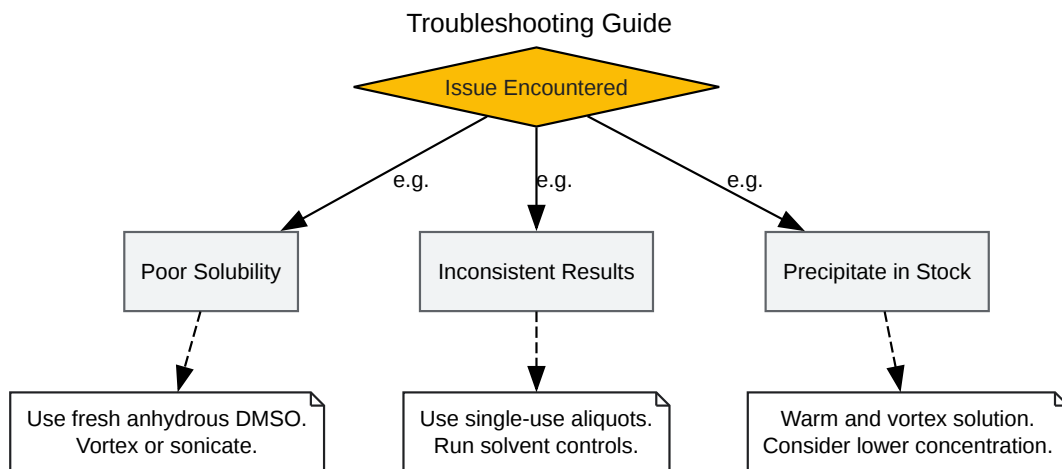 Troubleshooting Guide
Issue Encountered
e.g.
e.g.
e.g.
Poor Solubility
Inconsistent Results
Precipitate in Stock
Use fresh anhydrous DMSO.
Vortex or sonicate.
Use single-use aliquots.
Run solvent controls.
Warm and vortex solution.
Consider lower concentration.